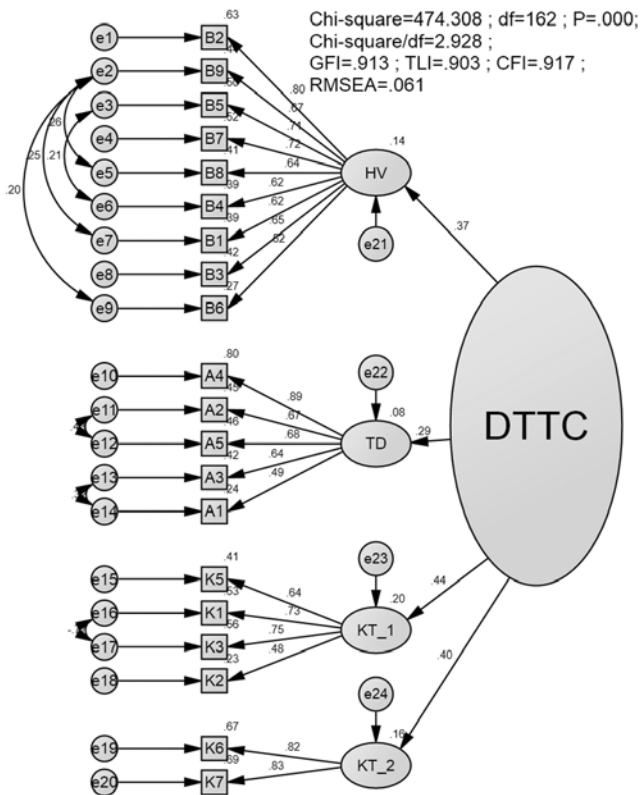 Chi-square=474.308 ; df=162 ; P=.000;
Chi-square/df=2.928 ;
GFI=.913 ; TLI=.903 ; CFI=.917 ;
RMSEA=.061
.63
e1 B2
e2 B9
e3 B5
.62
e4 B7
.41
e5 B8
.39
e6 B4
.39
e7 B1
.42
e8 B3
.27
e9 B6
.26
.25 .21
.20
.80
.67
.71
.72
.64
.62
.62
.65
.52
.14
HV
e21
.37
DTTC
.80
e10 A4
.45
e11 A2
.46
e12 A5
.42
e13 A3
.24
e14 A1
.89
.67
.68
.64
.49
e22
.08
TD
.29
.41
e15 K5
.53
e16 K1
.56
e17 K3
.23
e18 K2
.64
.73
.75
.48
e23
.20
KT_1
.44
.67
e19 K6
.69
e20 K7
.82
.83
e24
.16
KT_2
.40